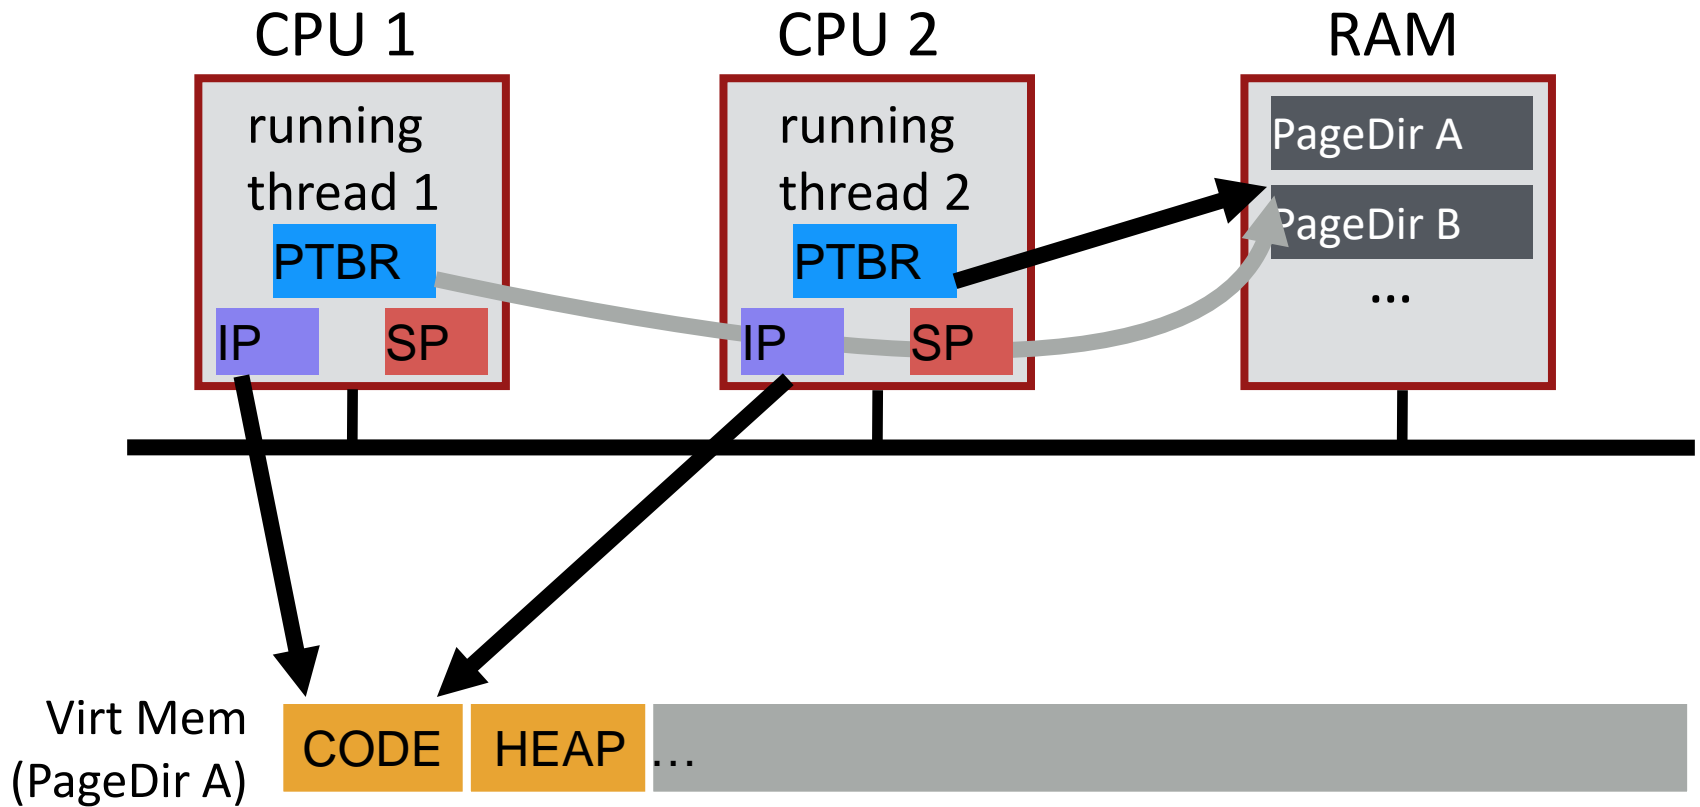 CPU 1
CPU 2
RAM
running
thread 1
PTBR
IP
SP
running
thread 2
PTBR
IP
SP
PageDir A
PageDir B
...
Virt Mem
(PageDir A)
CODE
HEAP
...